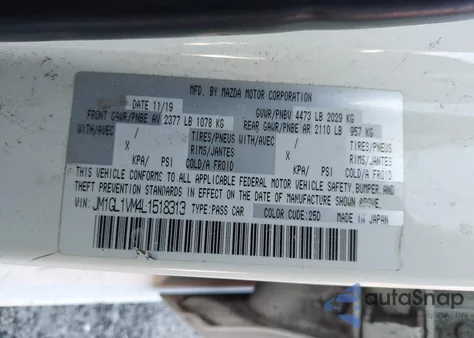 MFD. BY MAZDA MOTOR CORPORATION
DATE 11/19 GVWR/PNBV 4473 LB 2029 KG
FRONT GAWR/PNBE AV 2377 LB 1078 KG REAR GAWR/PNBE AR 2110 LB 957 KG
WITH/AVEC TIRES/PNEUS WITH/AVEC TIRES/PNEUS
X RIMS/JANTES X RIMS/JANTES
KPA/ PSI COLD/A FROID KPA/ PSI COLD/A FROID
THIS VEHICLE CONFORMS TO ALL APPLICABLE FEDERAL MOTOR VEHICLE SAFETY, BUMPER, AND
THEFT PREVENTION STANDARDS IN EFFECT ON THE DATE OF MANUFACTURE SHOWN ABOVE.
VIN: JM1GL1VM4L1518313 TYPE:PASS CAR COLOR CODE:25D MADE IN JAPAN
autoSnap